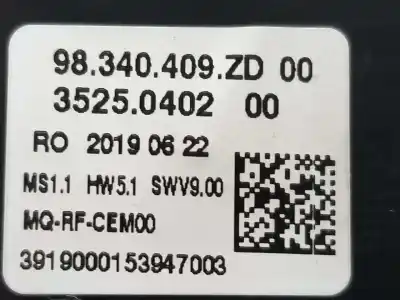 98.340.409.ZD 00
3525.0402 00
RO 2019 06 22
MS1.1 HW5.1 SWV9.00
MQ-RF-CEM00
3919000153947003